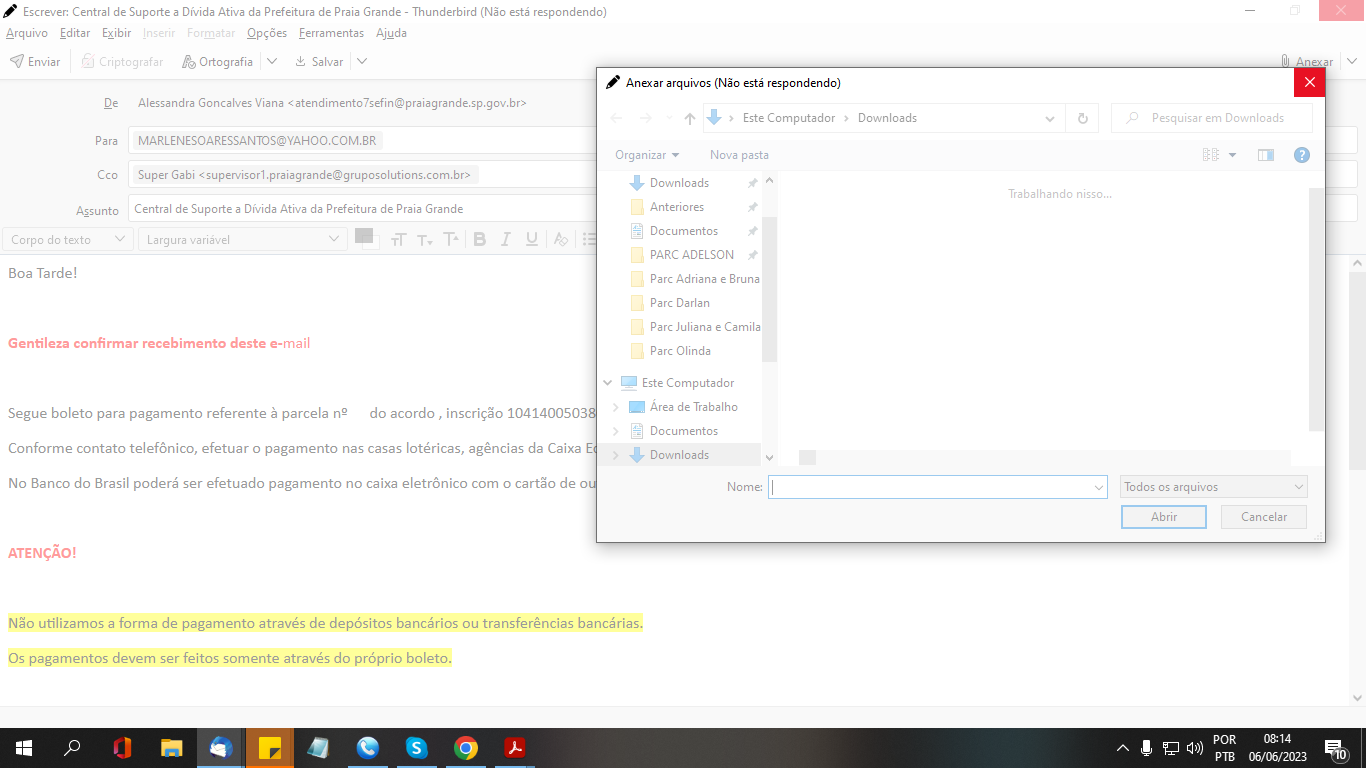 Escrever: Central de Suporte a Dívida Ativa da Prefeitura de Praia Grande - Thunderbird (Não está respondendo)
Arquivo Editar Exibir Inserir Formatar Opções Ferramentas Ajuda
Enviar Criptografar Ortografia Salvar Anexar
De Alessandra Goncalves Viana <atendimento7sefin@praiagrande.sp.gov.br>
Para MARLENESOARESSANTOS@YAHOO.COM.BR
Cco Super Gabi <supervisor1.praiagrande@gruposolutions.com.br>
Assunto Central de Suporte a Dívida Ativa da Prefeitura de Praia Grande
Corpo do texto Largura variável
Boa Tarde!
Gentileza confirmar recebimento deste e-mail
Segue boleto para pagamento referente à parcela nº do acordo , inscrição 10414005038
Conforme contato telefônico, efetuar o pagamento nas casas lotéricas, agências da Caixa Ec
No Banco do Brasil poderá ser efetuado pagamento no caixa eletrônico com o cartão de ou
ATENÇÃO!
Não utilizamos a forma de pagamento através de depósitos bancários ou transferências bancárias.
Os pagamentos devem ser feitos somente através do próprio boleto.
Anexar arquivos (Não está respondendo)
Este Computador Downloads
Pesquisar em Downloads
Organizar Nova pasta
Downloads
Anteriores
Documentos
PARC ADELSON
Parc Adriana e Bruna
Parc Darlan
Parc Juliana e Camila
Parc Olinda
Este Computador
Área de Trabalho
Documentos
Downloads
Trabalhando nisso...
Nome: Todos os arquivos
Abrir Cancelar
POR
PTB
08:14
06/06/2023
10